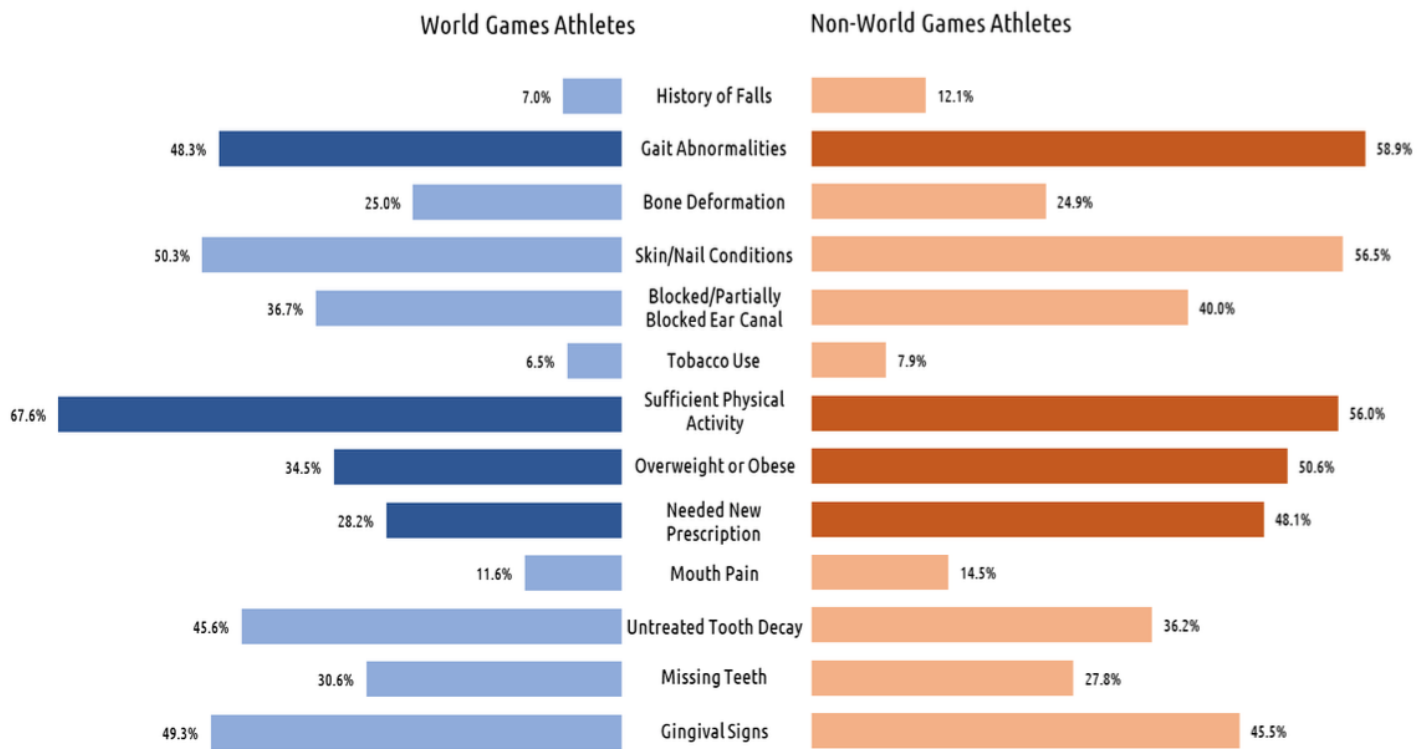 World Games Athletes
Non-World Games Athletes
7.0%
History of Falls
12.1%
48.3%
Gait Abnormalities
58.9%
25.0%
Bone Deformation
24.9%
50.3%
Skin/Nail Conditions
56.5%
36.7%
Blocked/Partially
Blocked Ear Canal
40.0%
6.5%
Tobacco Use
7.9%
67.6%
Sufficient Physical
Activity
56.0%
34.5%
Overweight or Obese
50.6%
28.2%
Needed New
Prescription
48.1%
11.6%
Mouth Pain
14.5%
45.6%
Untreated Tooth Decay
36.2%
30.6%
Missing Teeth
27.8%
49.3%
Gingival Signs
45.5%